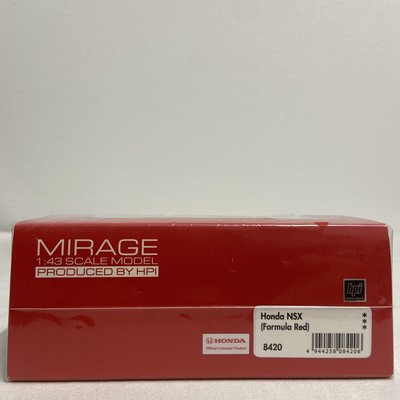 MIRAGE
1:43 SCALE MODEL
PRODUCED BY HPI
hpi
HONDA
Official Licensed Product
Honda NSX
(Formula Red)
8420
***
4 944258 084206